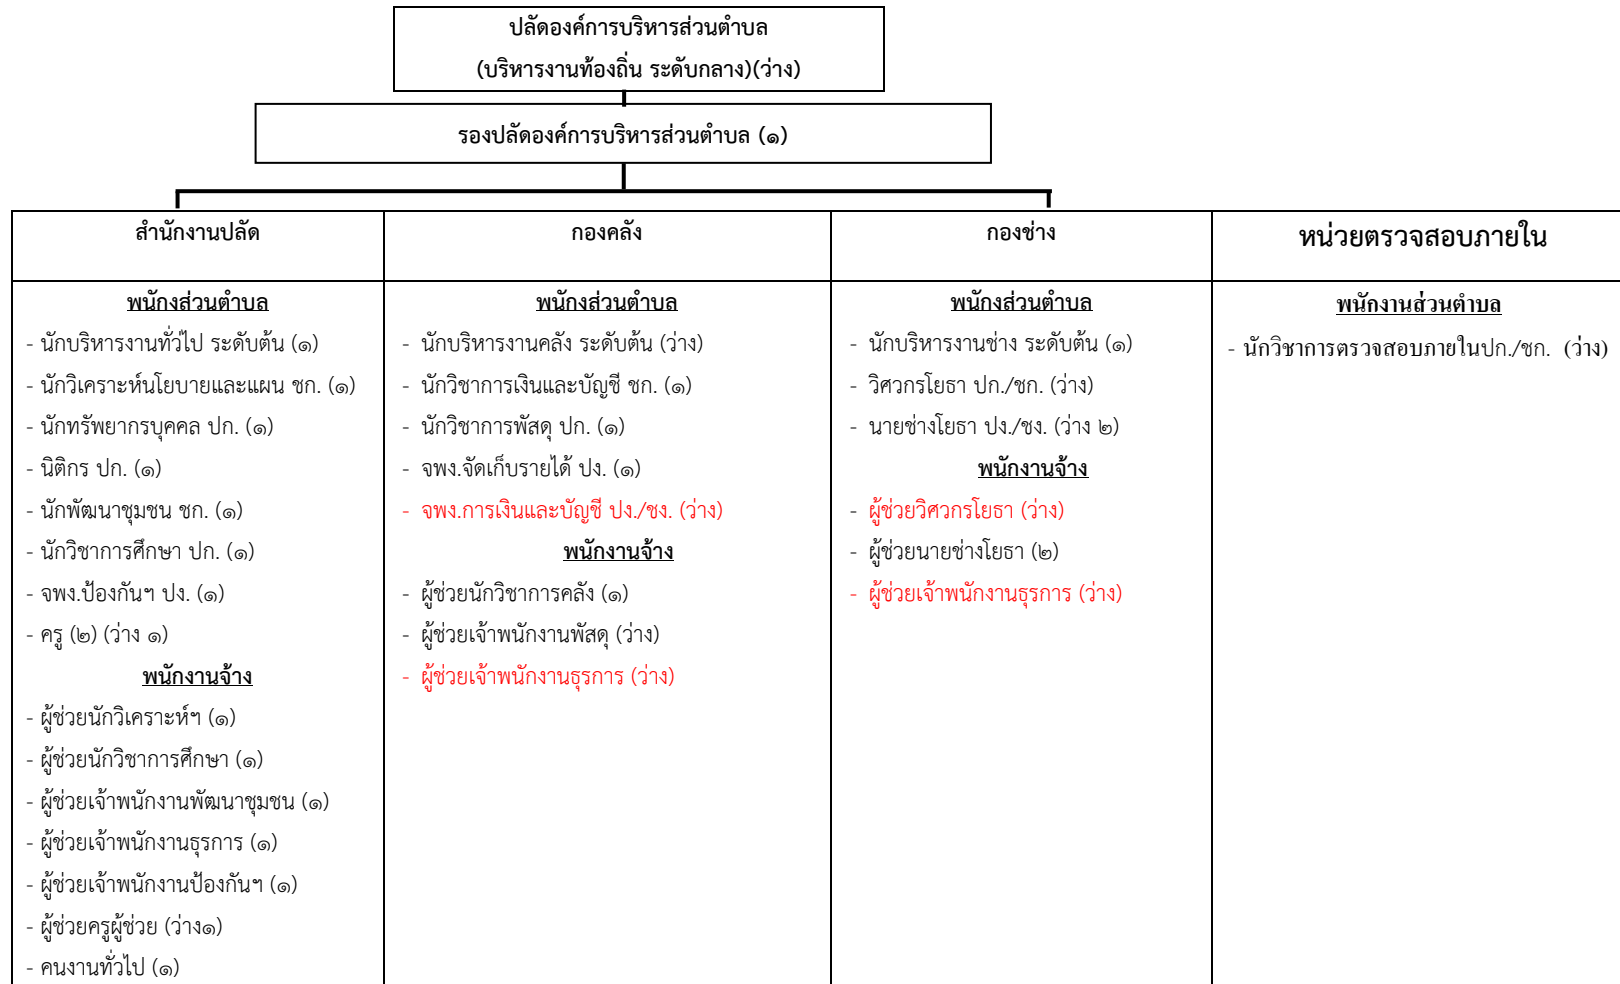 ปลัดองค์การบริหารส่วนตำบล
(บริหารงานท้องถิ่น ระดับกลาง)(ว่าง)
รองปลัดองค์การบริหารส่วนตำบล (๑)
สำนักงานปลัด
พนักงส่วนตำบล
- นักบริหารงานทั่วไป ระดับต้น (๑)
- นักวิเคราะห์นโยบายและแผน ชก. (๑)
- นักทรัพยากรบุคคล ปก. (๑)
- นิติกร ปก. (๑)
- นักพัฒนาชุมชน ชก. (๑)
- นักวิชาการศึกษา ปก. (๑)
- จพง.ป้องกันฯ ปง. (๑)
- ครู (๒) (ว่าง ๑)
พนักงานจ้าง
- ผู้ช่วยนักวิเคราะห์ฯ (๑)
- ผู้ช่วยนักวิชาการศึกษา (๑)
- ผู้ช่วยเจ้าพนักงานพัฒนาชุมชน (๑)
- ผู้ช่วยเจ้าพนักงานธุรการ (๑)
- ผู้ช่วยเจ้าพนักงานป้องกันฯ (๑)
- ผู้ช่วยครูผู้ช่วย (ว่าง๑)
- คนงานทั่วไป (๑)
กองคลัง
พนักงส่วนตำบล
- นักบริหารงานคลัง ระดับต้น (ว่าง)
- นักวิชาการเงินและบัญชี ชก. (๑)
- นักวิชาการพัสดุ ปก. (๑)
- จพง.จัดเก็บรายได้ ปง. (๑)
- จพง.การเงินและบัญชี ปง./ชง. (ว่าง)
พนักงานจ้าง
- ผู้ช่วยนักวิชาการคลัง (๑)
- ผู้ช่วยเจ้าพนักงานพัสดุ (ว่าง)
- ผู้ช่วยเจ้าพนักงานธุรการ (ว่าง)
กองช่าง
พนักงส่วนตำบล
- นักบริหารงานช่าง ระดับต้น (๑)
- วิศวกรโยธา ปก./ชก. (ว่าง)
- นายช่างโยธา ปง./ชง. (ว่าง ๒)
พนักงานจ้าง
- ผู้ช่วยวิศวกรโยธา (ว่าง)
- ผู้ช่วยนายช่างโยธา (๒)
- ผู้ช่วยเจ้าพนักงานธุรการ (ว่าง)
หน่วยตรวจสอบภายใน
พนักงานส่วนตำบล
- นักวิชาการตรวจสอบภายในปก./ชก. (ว่าง)